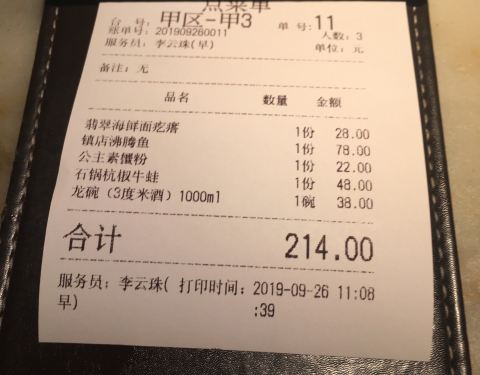 点菜单
台 号: 甲区-甲3 单 号: 11
账单号: 201909260011 人数: 3
服务员: 李云珠(早) 单位: 元
备注: 无
品名 数量 金额
翡翠海鲜面疙瘩 1份 28.00
镇店沸腾鱼 1份 78.00
公主素馓粉 1份 22.00
石锅杭椒牛蛙 1份 48.00
龙碗(3度米酒)1000ml 1碗 38.00
合计 214.00
服务员: 李云珠( 打印时间: 2019-09-26 11:08
早) :39